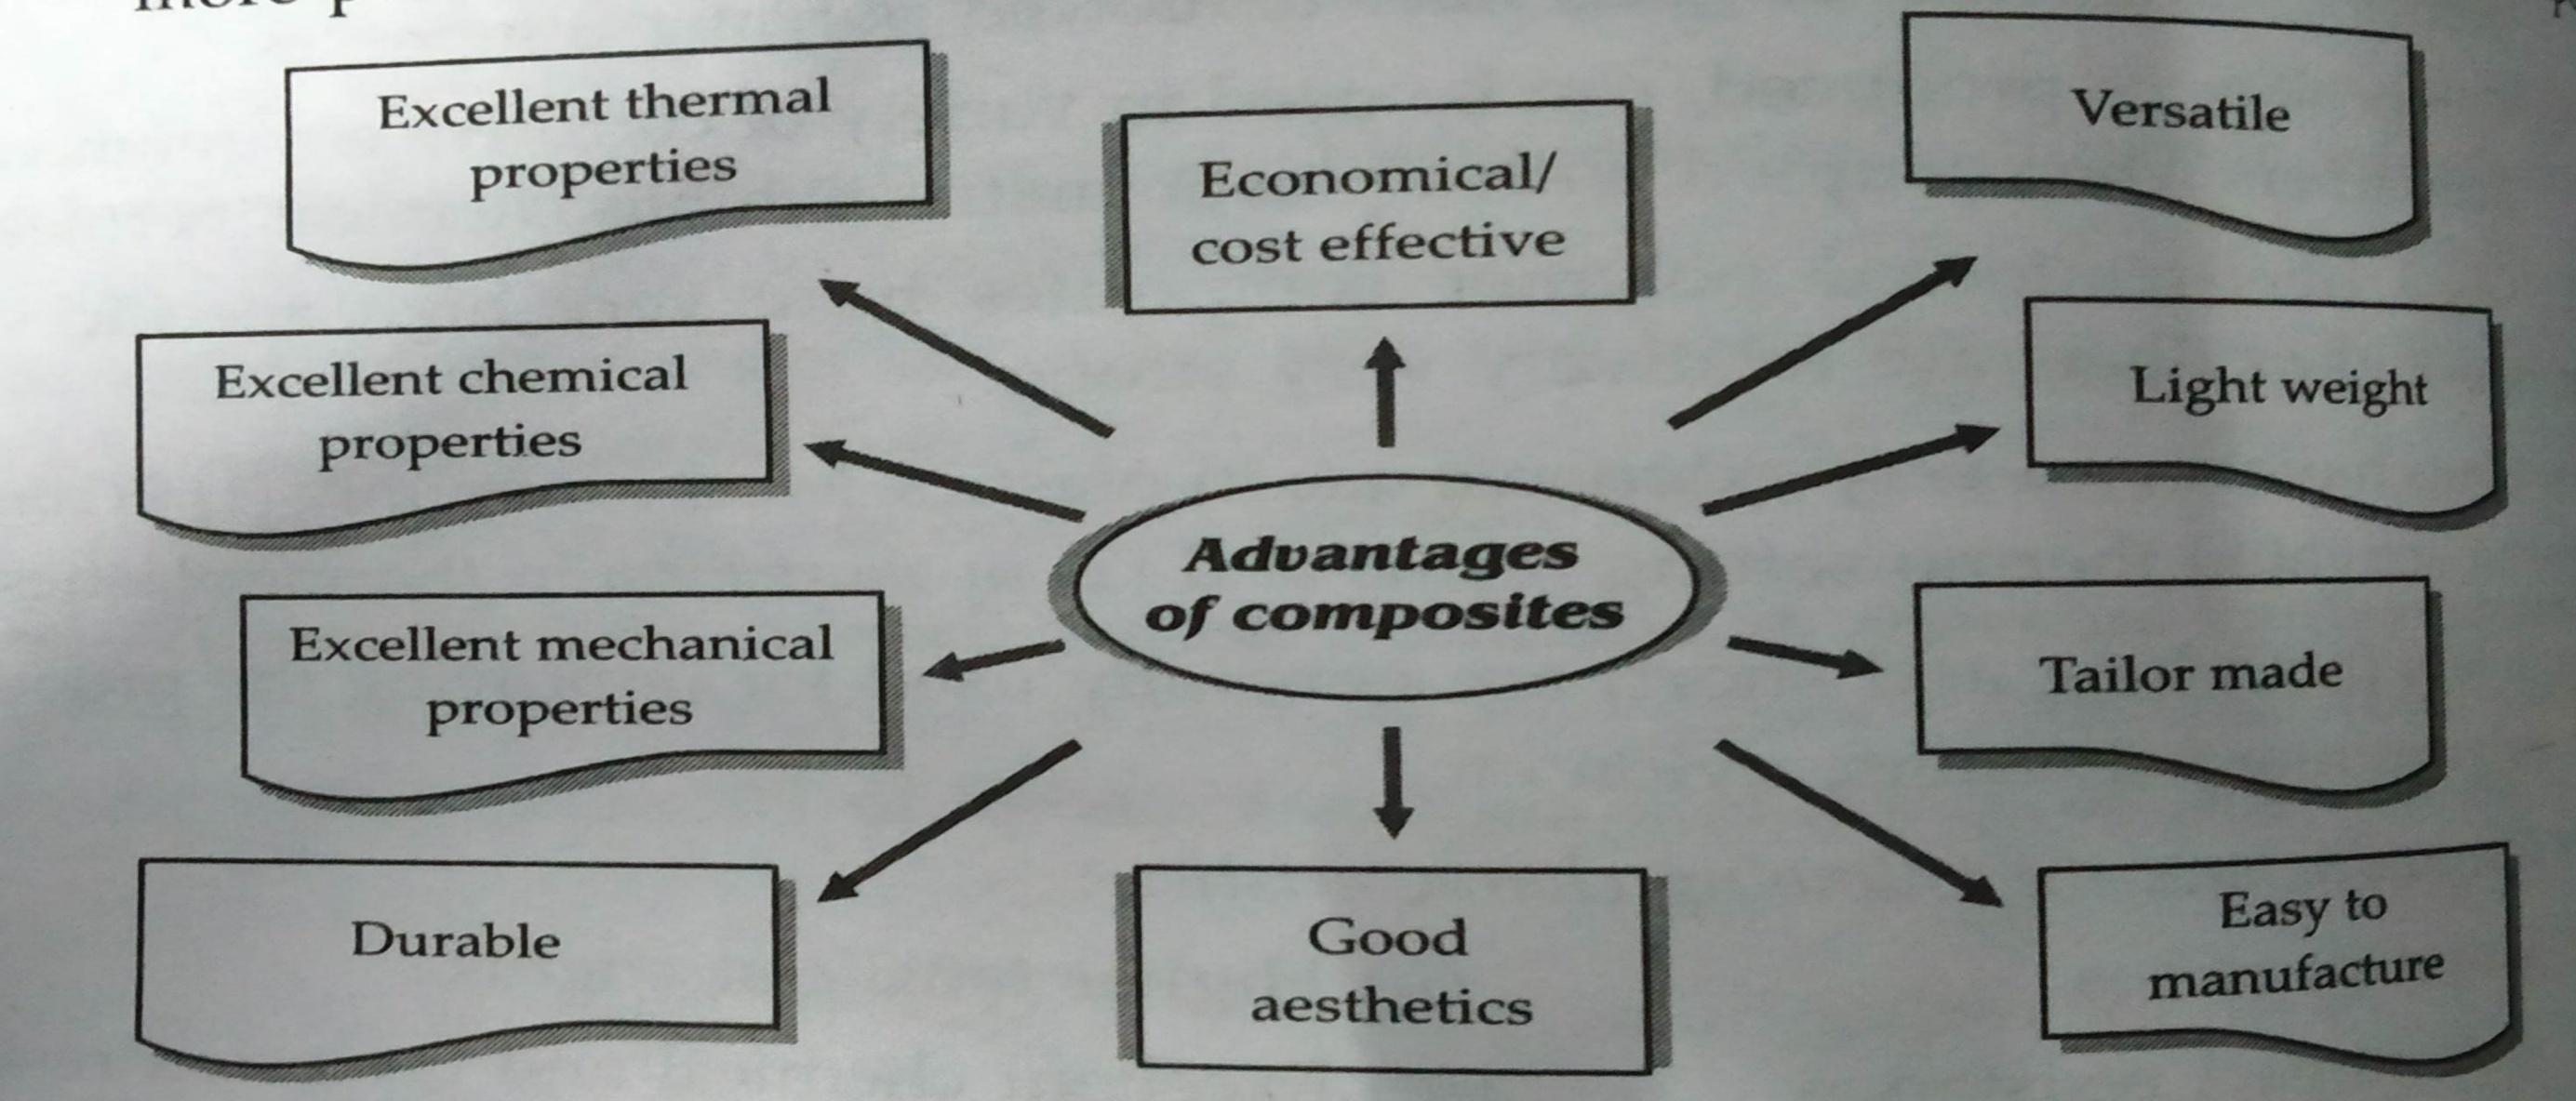 Excellent thermal
properties
Economical/
cost effective
Versatile
Excellent chemical
properties
Light weight
Advantages
of composites
Excellent mechanical
properties
Tailor made
Durable
Good
aesthetics
Easy to
manufacture